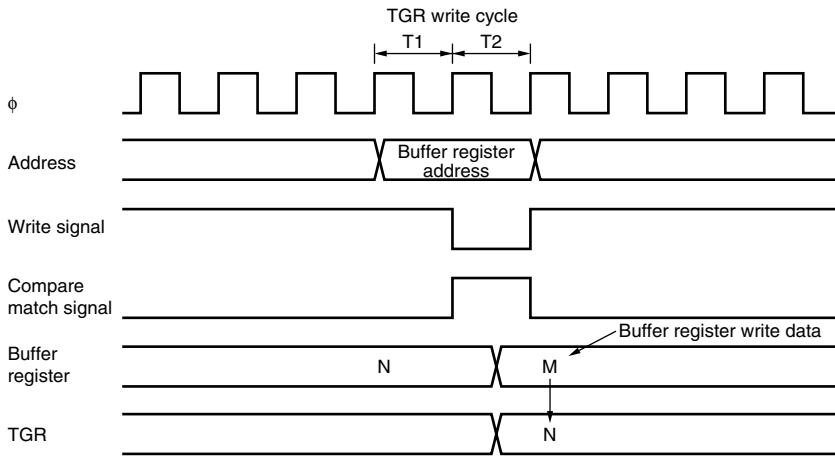 TGR write cycle
T1 T2
ϕ
Address
Buffer register
address
Write signal
Compare
match signal
Buffer register write data
Buffer
register
N M
TGR
N